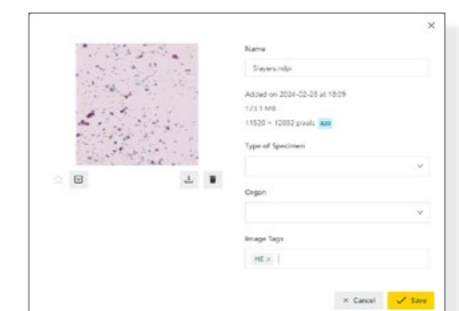 Name
5layers.ndpi
Added on 2024-02-28 at 18:09
123.1 MB
11520 × 12032 pixels
Type of Specimen
Organ
Image Tags
HE ×
× Cancel
Save